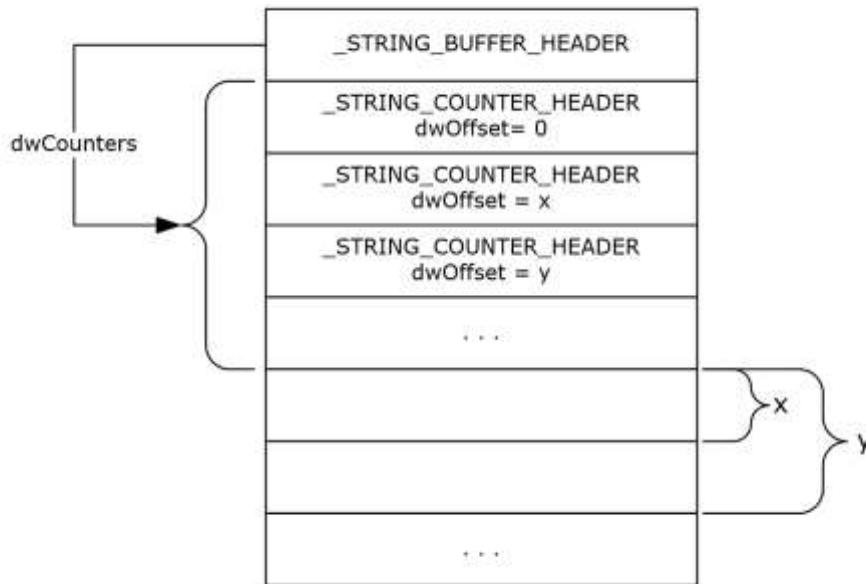 _STRING_BUFFER_HEADER
_STRING_COUNTER_HEADER
dwOffset= 0
dwCounters
_STRING_COUNTER_HEADER
dwOffset = x
_STRING_COUNTER_HEADER
dwOffset = y
. . .
x
y
. . .